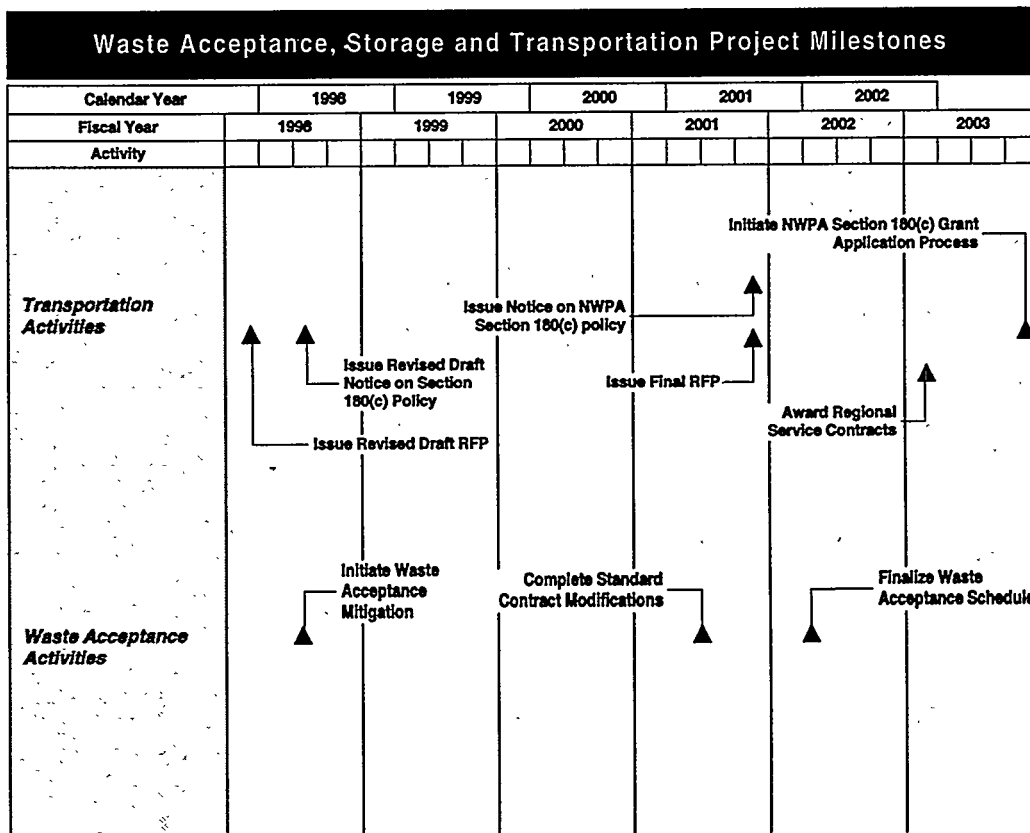 Waste Acceptance, Storage and Transportation Project Milestones
Calendar Year 1998 1999 2000 2001 2002
Fiscal Year 1998 1999 2000 2001 2002 2003
Activity
Initiate NWPA Section 180(c) Grant
Application Process
Transportation
Activities
Issue Notice on NWPA
Section 180(c) policy
Issue Revised Draft
Notice on Section
180(c) Policy
Issue Final RFP
Award Regional
Service Contracts
Issue Revised Draft RFP
Initiate Waste
Acceptance
Mitigation
Complete Standard
Contract Modifications
Finalize Waste
Acceptance Schedule
Waste Acceptance
Activities